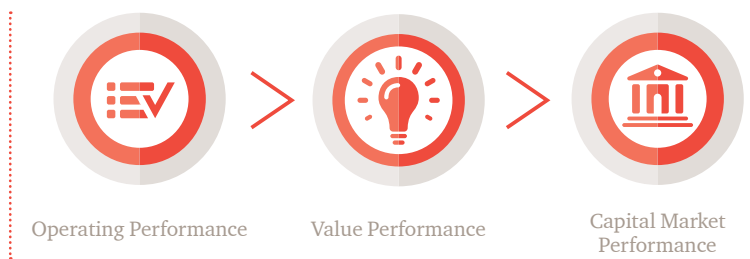 Operating Performance
Value Performance
Capital Market
Performance